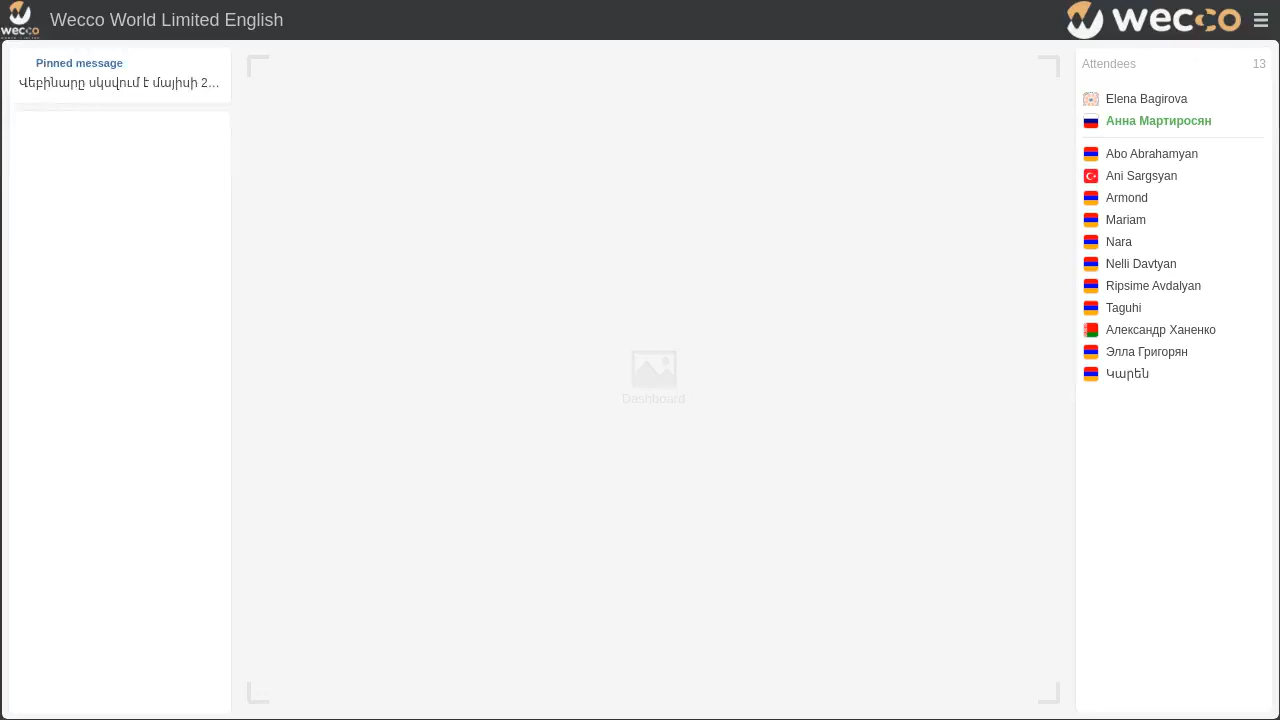 wecco
Wecco World Limited English
wecco
Pinned message
Վեբինարը սկսվում է մայիսի 2…
Dashboard
Attendees 13
Elena Bagirova
Анна Мартиросян
Abo Abrahamyan
Ani Sargsyan
Armond
Mariam
Nara
Nelli Davtyan
Ripsime Avdalyan
Taguhi
Александр Ханенко
Элла Григорян
Կարեն